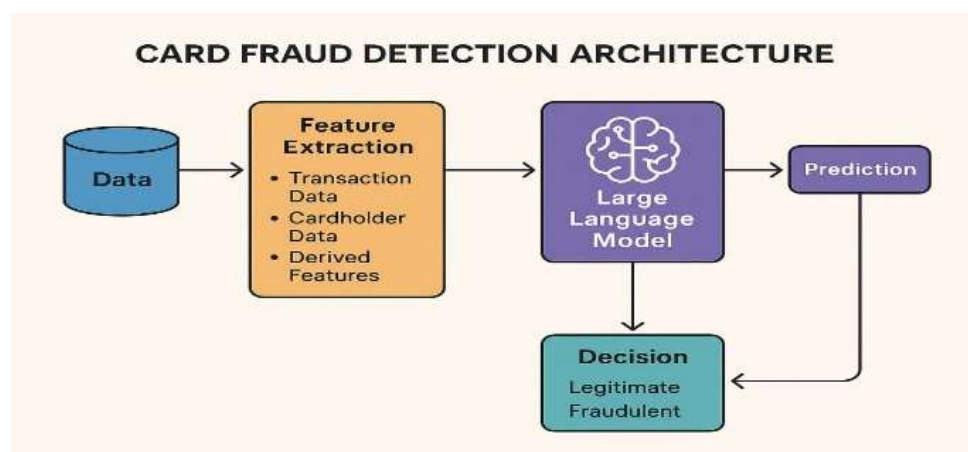 CARD FRAUD DETECTION ARCHITECTURE
Data
Feature
Extraction
• Transaction
Data
• Cardholder
Data
• Derived
Features
Large
Language
Model
Prediction
Decision
Legitimate
Fraudulent